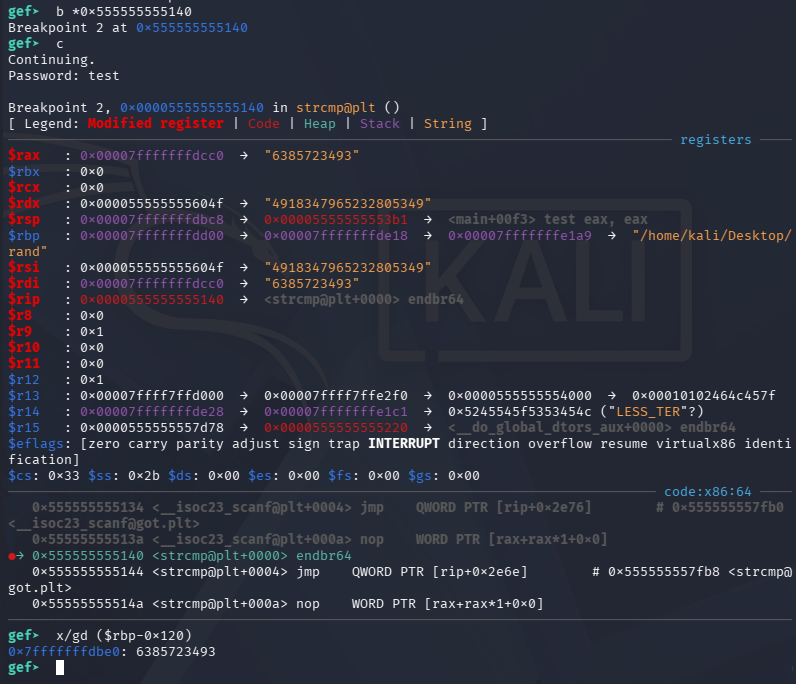 gef➤  b *0×555555555140
Breakpoint 2 at 0×555555555140
gef➤  c
Continuing.
Password: test

Breakpoint 2, 0×0000555555555140 in strcmp@plt ()
[ Legend: Modified register | Code | Heap | Stack | String ]
registers
$rax   : 0×00007fffffffdcc0  →  "6385723493"
$rbx   : 0×0
$rcx   : 0×0
$rdx   : 0×000055555555604f  →  "4918347965232805349"
$rsp   : 0×00007fffffffdbc8  →  0×00005555555553b1  →  <main+00f3> test eax, eax
$rbp   : 0×00007fffffffdd00  →  0×00007fffffffde18  →  0×00007fffffffe1a9  →  "/home/kali/Desktop/
rand"
$rsi   : 0×000055555555604f  →  "4918347965232805349"
$rdi   : 0×00007fffffffdcc0  →  "6385723493"
$rip   : 0×0000555555555140  →  <strcmp@plt+0000> endbr64
$r8    : 0×0
$r9    : 0×1
$r10   : 0×0
$r11   : 0×0
$r12   : 0×1
$r13   : 0×00007ffff7ffd000  →  0×00007ffff7ffe2f0  →  0×0000555555554000  →  0×00010102464c457f
$r14   : 0×00007fffffffde28  →  0×00007fffffffe1c1  →  0×5245545f5353454c ("LESS_TER"?)
$r15   : 0×0000555555557d78  →  0×0000555555555220  →  <__do_global_dtors_aux+0000> endbr64
$eflags: [zero carry parity adjust sign trap INTERRUPT direction overflow resume virtualx86 identi
fication]
$cs: 0×33 $ss: 0×2b $ds: 0×00 $es: 0×00 $fs: 0×00 $gs: 0×00
code:x86:64
0×555555555134 <__isoc23_scanf@plt+0004> jmp    QWORD PTR [rip+0×2e76]        # 0×555555557fb0
<__isoc23_scanf@got.plt>
0×55555555513a <__isoc23_scanf@plt+000a> nop    WORD PTR [rax+rax*1+0×0]
●→ 0×555555555140 <strcmp@plt+0000> endbr64
0×555555555144 <strcmp@plt+0004> jmp    QWORD PTR [rip+0×2e6e]        # 0×555555557fb8 <strcmp@
got.plt>
0×55555555514a <strcmp@plt+000a> nop    WORD PTR [rax+rax*1+0×0]
gef➤  x/gd ($rbp-0×120)
0×7fffffffdbe0: 6385723493
gef➤
KALI